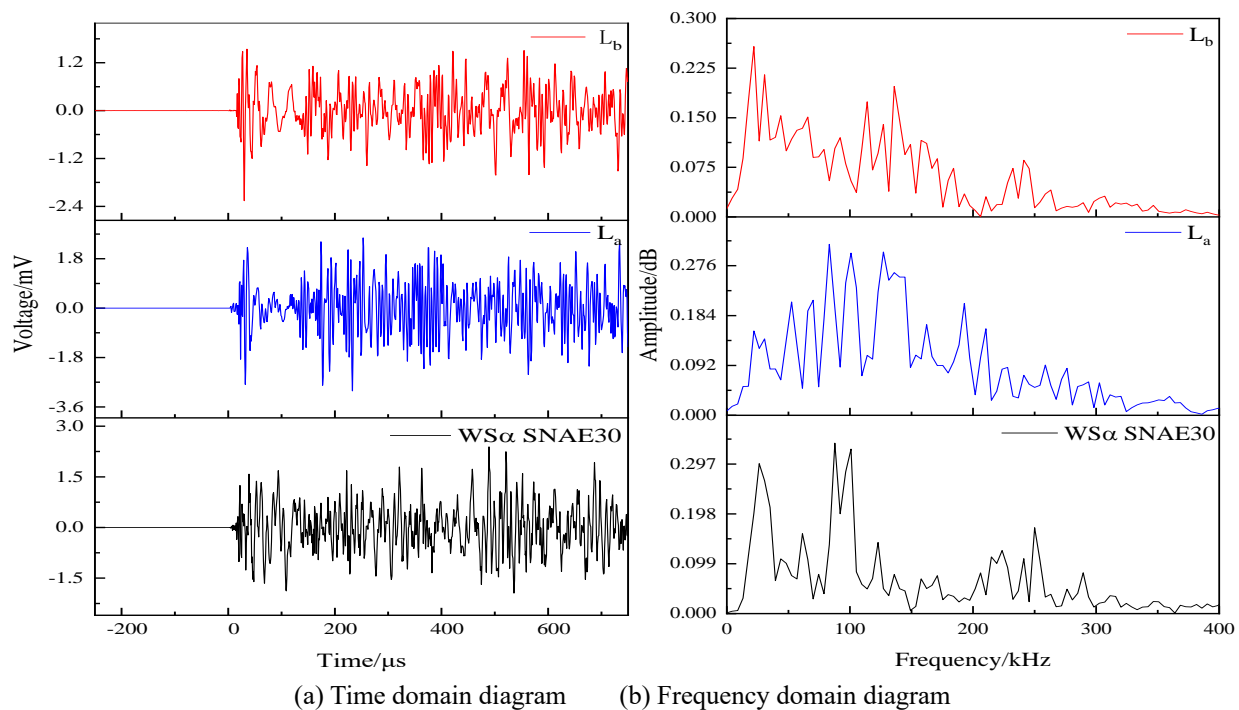 L_b
1.2
0.0
-1.2
-2.4
L_a
1.8
0.0
-1.8
-3.6
WSα SNAE30
3.0
1.5
0.0
-1.5
Voltage/mV
-200 0 200 400 600
Time/μs
L_b
0.300
0.225
0.150
0.075
0.000
L_a
0.276
0.184
0.092
0.000
WSα SNAE30
0.297
0.198
0.099
0.000
Amplitude/dB
0 100 200 300 400
Frequency/kHz
(a) Time domain diagram (b) Frequency domain diagram